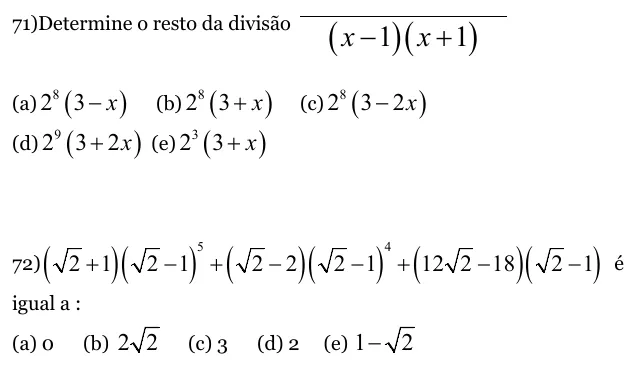 71)Determine o resto da divisão ―――― (x−1)(x+1)
(a) 2⁸(3−x) (b) 2⁸(3+x) (c) 2⁸(3−2x)
(d) 2⁹(3+2x) (e) 2³(3+x)
72)(√2+1)(√2−1)⁵+(√2−2)(√2−1)⁴+(12√2−18)(√2−1) é
igual a :
(a) 0 (b) 2√2 (c) 3 (d) 2 (e) 1−√2